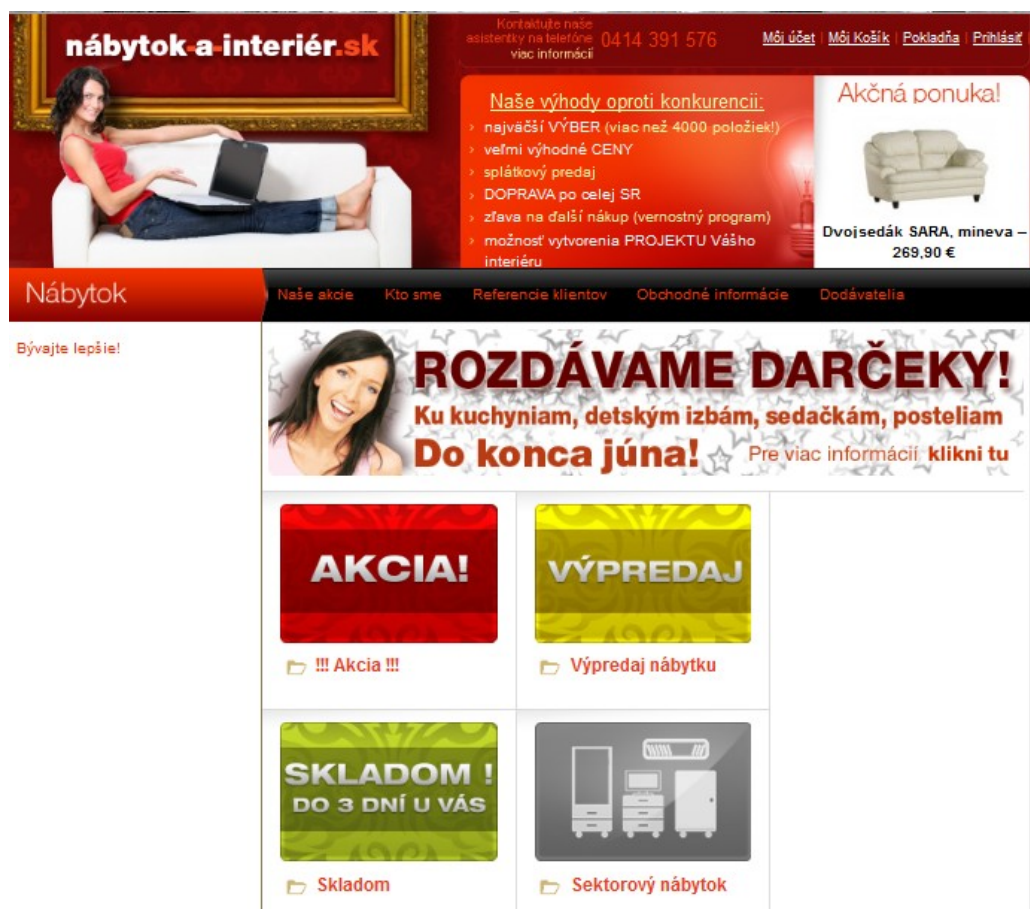 nábytok-a-interiér.sk
Kontaktujte naše
asistentky na telefóne 0414 391 576
viac informácií
Môj účet | Môj Košík | Pokladňa | Prihlásiť |
Naše výhody oproti konkurencii:
› najväčší VÝBER (viac než 4000 položiek!)
› veľmi výhodné CENY
› splátkový predaj
› DOPRAVA po celej SR
› zľava na ďalší nákup (vernostný program)
› možnosť vytvorenia PROJEKTU Vášho
interiéru
Akčná ponuka!
Dvojsedák SARA, mineva –
269,90 €
Nábytok
Naše akcie Kto sme Referencie klientov Obchodné informácie Dodávatelia
Bývajte lepšie!
ROZDÁVAME DARČEKY!
Ku kuchyniam, detským izbám, sedačkám, posteliam
Do konca júna! Pre viac informácií klikni tu
AKCIA!
VÝPREDAJ
!!! Akcia !!!
Výpredaj nábytku
SKLADOM !
DO 3 DNÍ U VÁS
Skladom
Sektorový nábytok